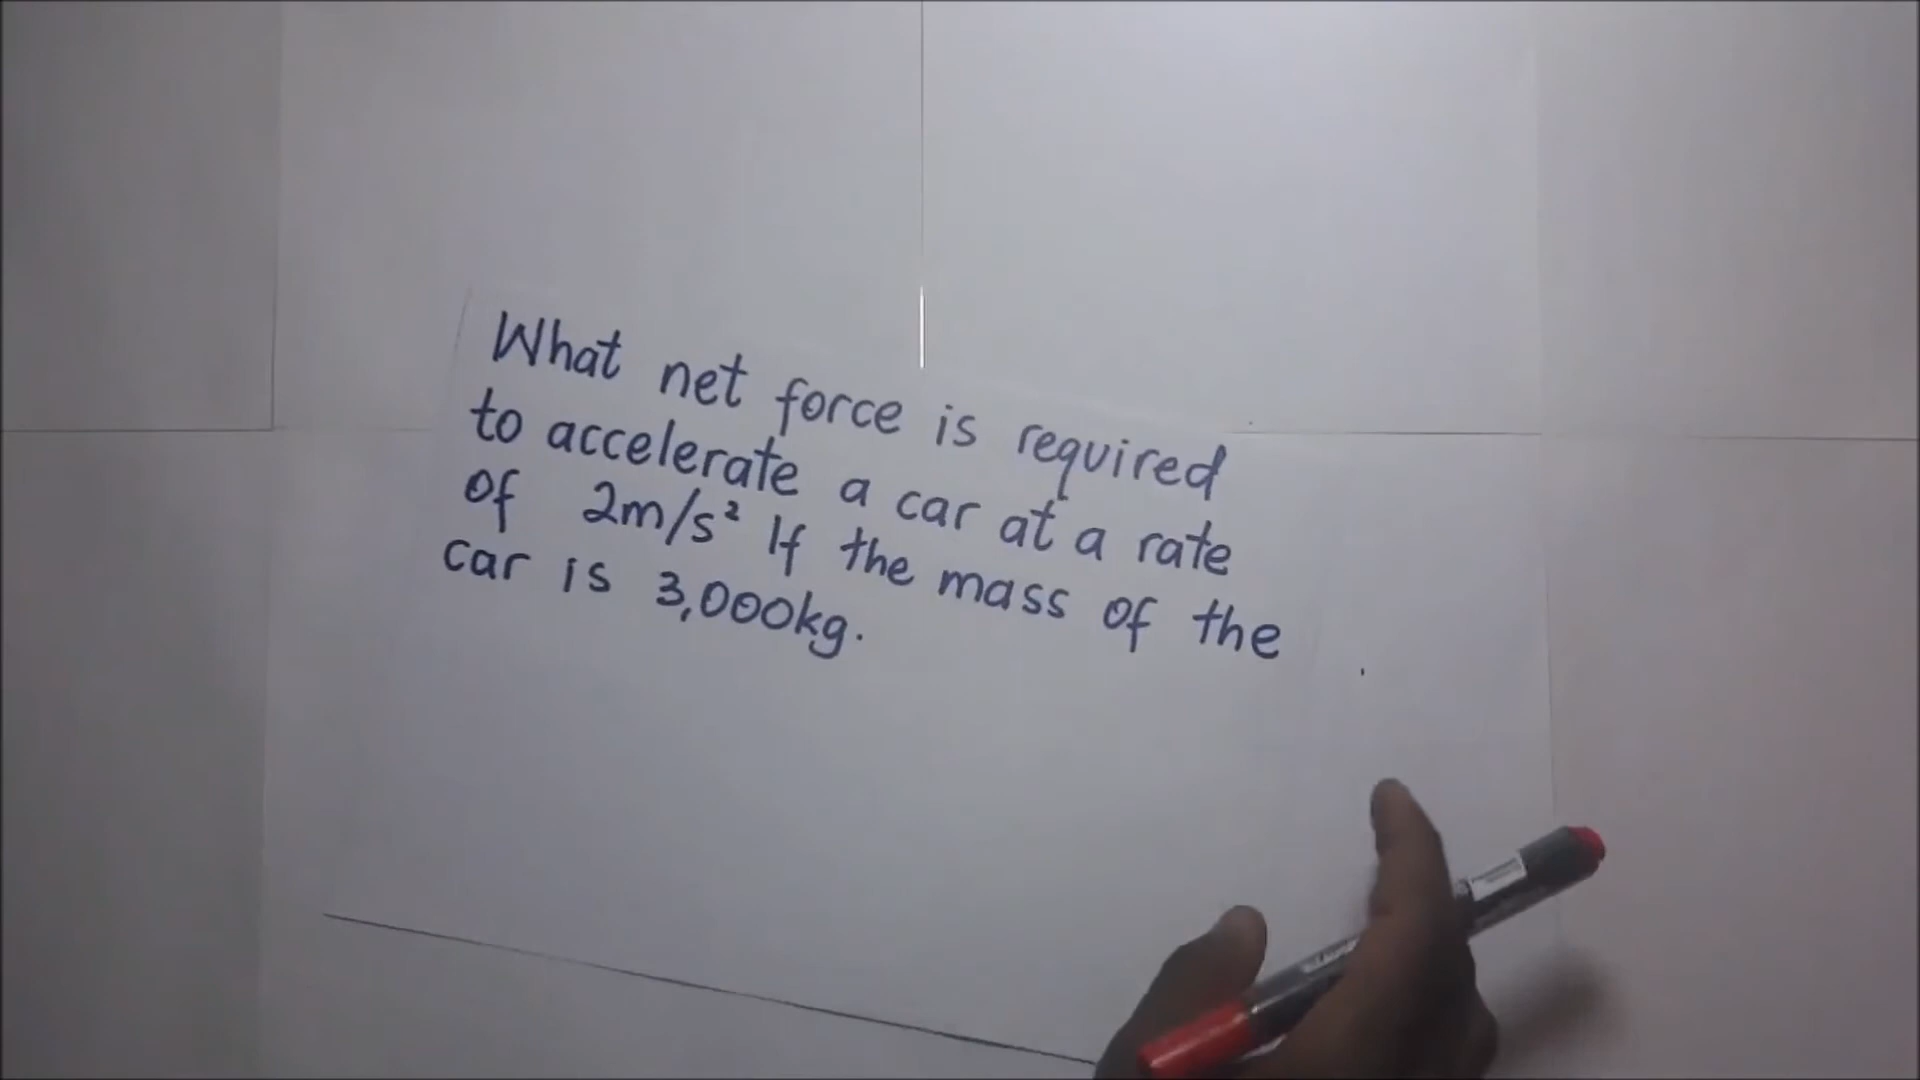 What net force is required
to accelerate a car at a rate
of 2m/s² If the mass of the
car is 3,000kg.